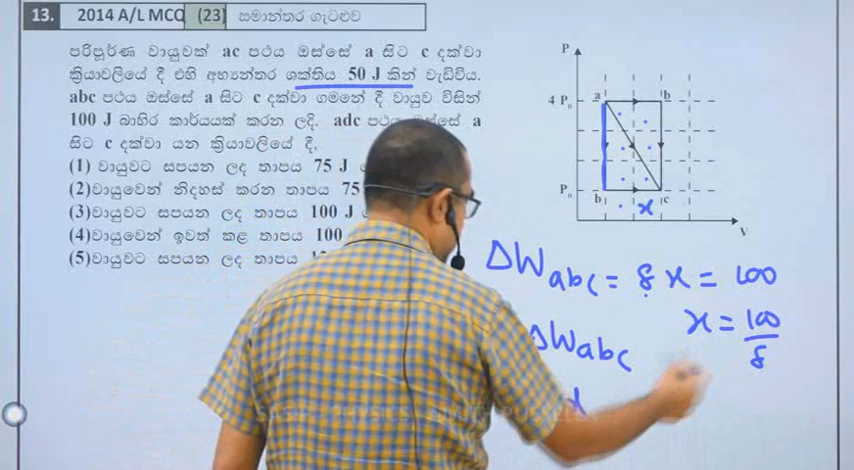 13. 2014 A/L MCQ (23) සමාන්තර ගැටළුව
පරිපූර්ණ වායුවක් ac පථය ඔස්සේ a සිට c දක්වා
ක්‍රියාවලියේ දී එහි අභ්‍යන්තර ශක්තිය 50 J කින් වැඩිවිය.
abc පථය ඔස්සේ a සිට c දක්වා ගමනේ දී වායුව විසින්
100 J බාහිර කාර්යයක් කරන ලදි. adc පථය ඔස්සේ a
සිට c දක්වා යන ක්‍රියාවලියේ දී,
(1) වායුවට සපයන ලද තාපය 75 J
(2) වායුවෙන් නිදහස් කරන තාපය 75
(3) වායුවට සපයන ලද තාපය 100 J
(4) වායුවෙන් ඉවත් කළ තාපය 100
(5) වායුවට සපයන ලද තාපය
P
4 P₀
a
b
P₀
b
c
x
V
ΔWabc = 8x = 100
x = 100/8
ΔWabc